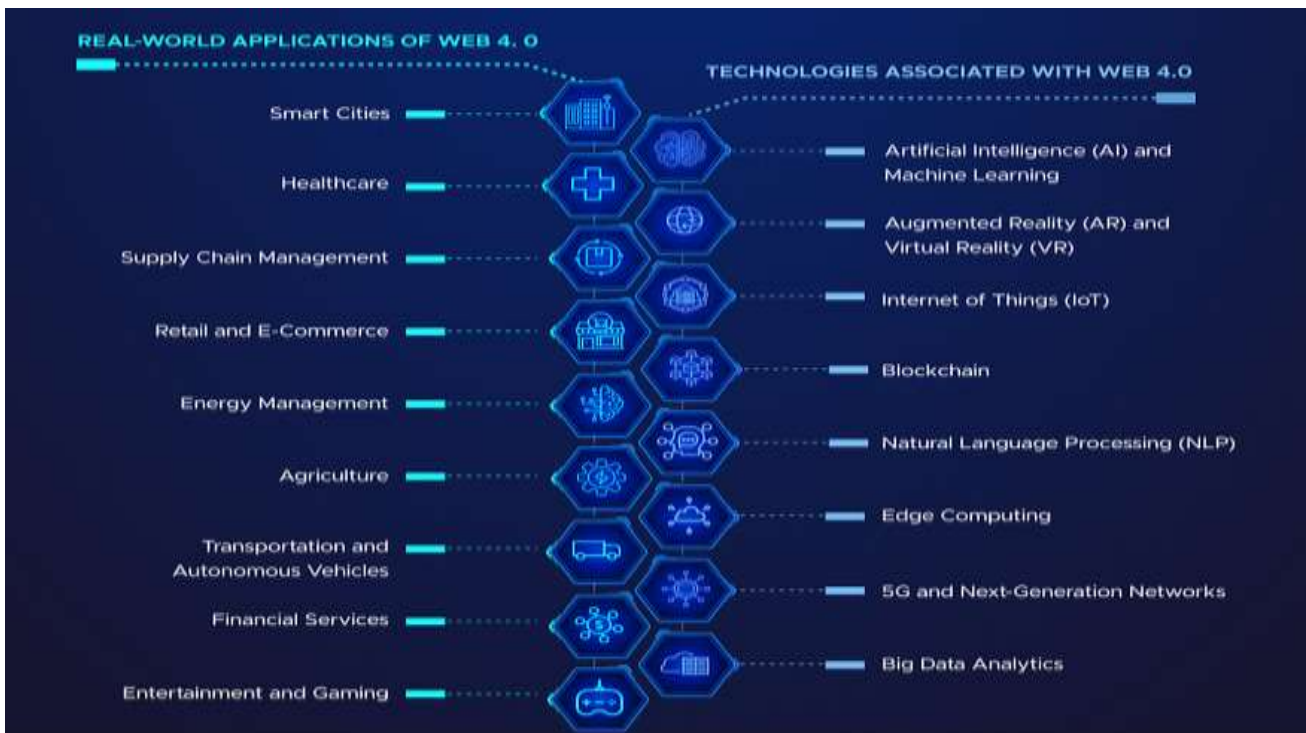 REAL-WORLD APPLICATIONS OF WEB 4. 0
Smart Cities
Healthcare
Supply Chain Management
Retail and E-Commerce
Energy Management
Agriculture
Transportation and
Autonomous Vehicles
Financial Services
Entertainment and Gaming
TECHNOLOGIES ASSOCIATED WITH WEB 4.0
Artificial Intelligence (AI) and
Machine Learning
Augmented Reality (AR) and
Virtual Reality (VR)
Internet of Things (IoT)
Blockchain
Natural Language Processing (NLP)
Edge Computing
5G and Next-Generation Networks
Big Data Analytics